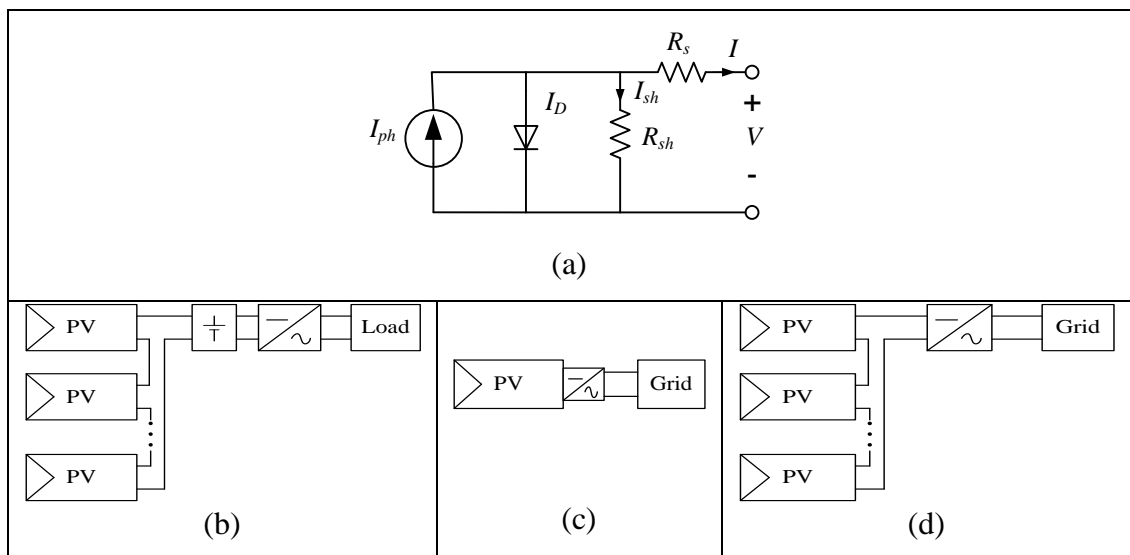 R_s
I
I_D
I_sh
+
I_ph
R_sh
V
-
(a)
PV
Load
PV
PV
(b)
PV
Grid
(c)
PV
Grid
PV
PV
(d)